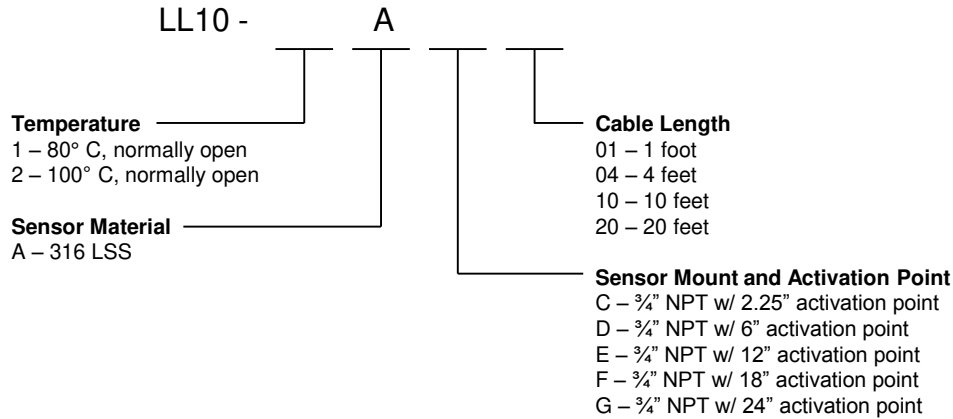 LL10 - A
Temperature
1 – 80° C, normally open
2 – 100° C, normally open
Sensor Material
A – 316 LSS
Cable Length
01 – 1 foot
04 – 4 feet
10 – 10 feet
20 – 20 feet
Sensor Mount and Activation Point
C – ¾” NPT w/ 2.25” activation point
D – ¾” NPT w/ 6” activation point
E – ¾” NPT w/ 12” activation point
F – ¾” NPT w/ 18” activation point
G – ¾” NPT w/ 24” activation point